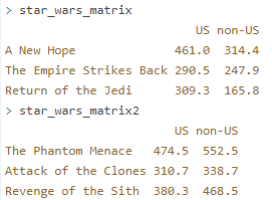 > star_wars_matrix
US non-US
A New Hope 461.0 314.4
The Empire Strikes Back 290.5 247.9
Return of the Jedi 309.3 165.8
> star_wars_matrix2
US non-US
The Phantom Menace 474.5 552.5
Attack of the Clones 310.7 338.7
Revenge of the Sith 380.3 468.5